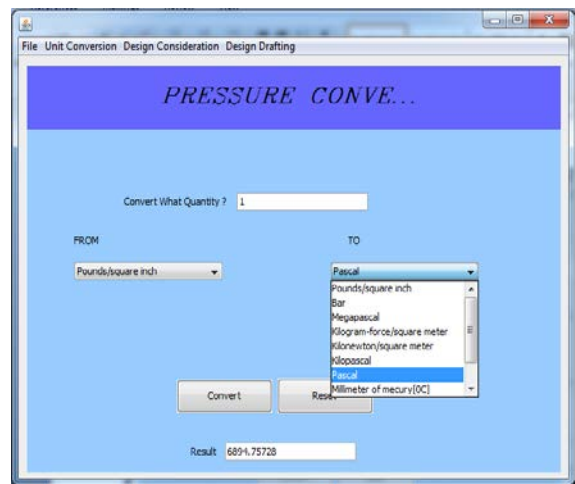 File Unit Conversion Design Consideration Design Drafting
PRESSURE CONVE...
Convert What Quantity ? 1
FROM TO
Pounds/square inch Pascal
Pounds/square inch
Bar
Megapascal
Kilogram-force/square meter
Kilonewton/square meter
Kilopascal
Pascal
Millimeter of mecury[0C]
Convert Reset
Result 6894.75728